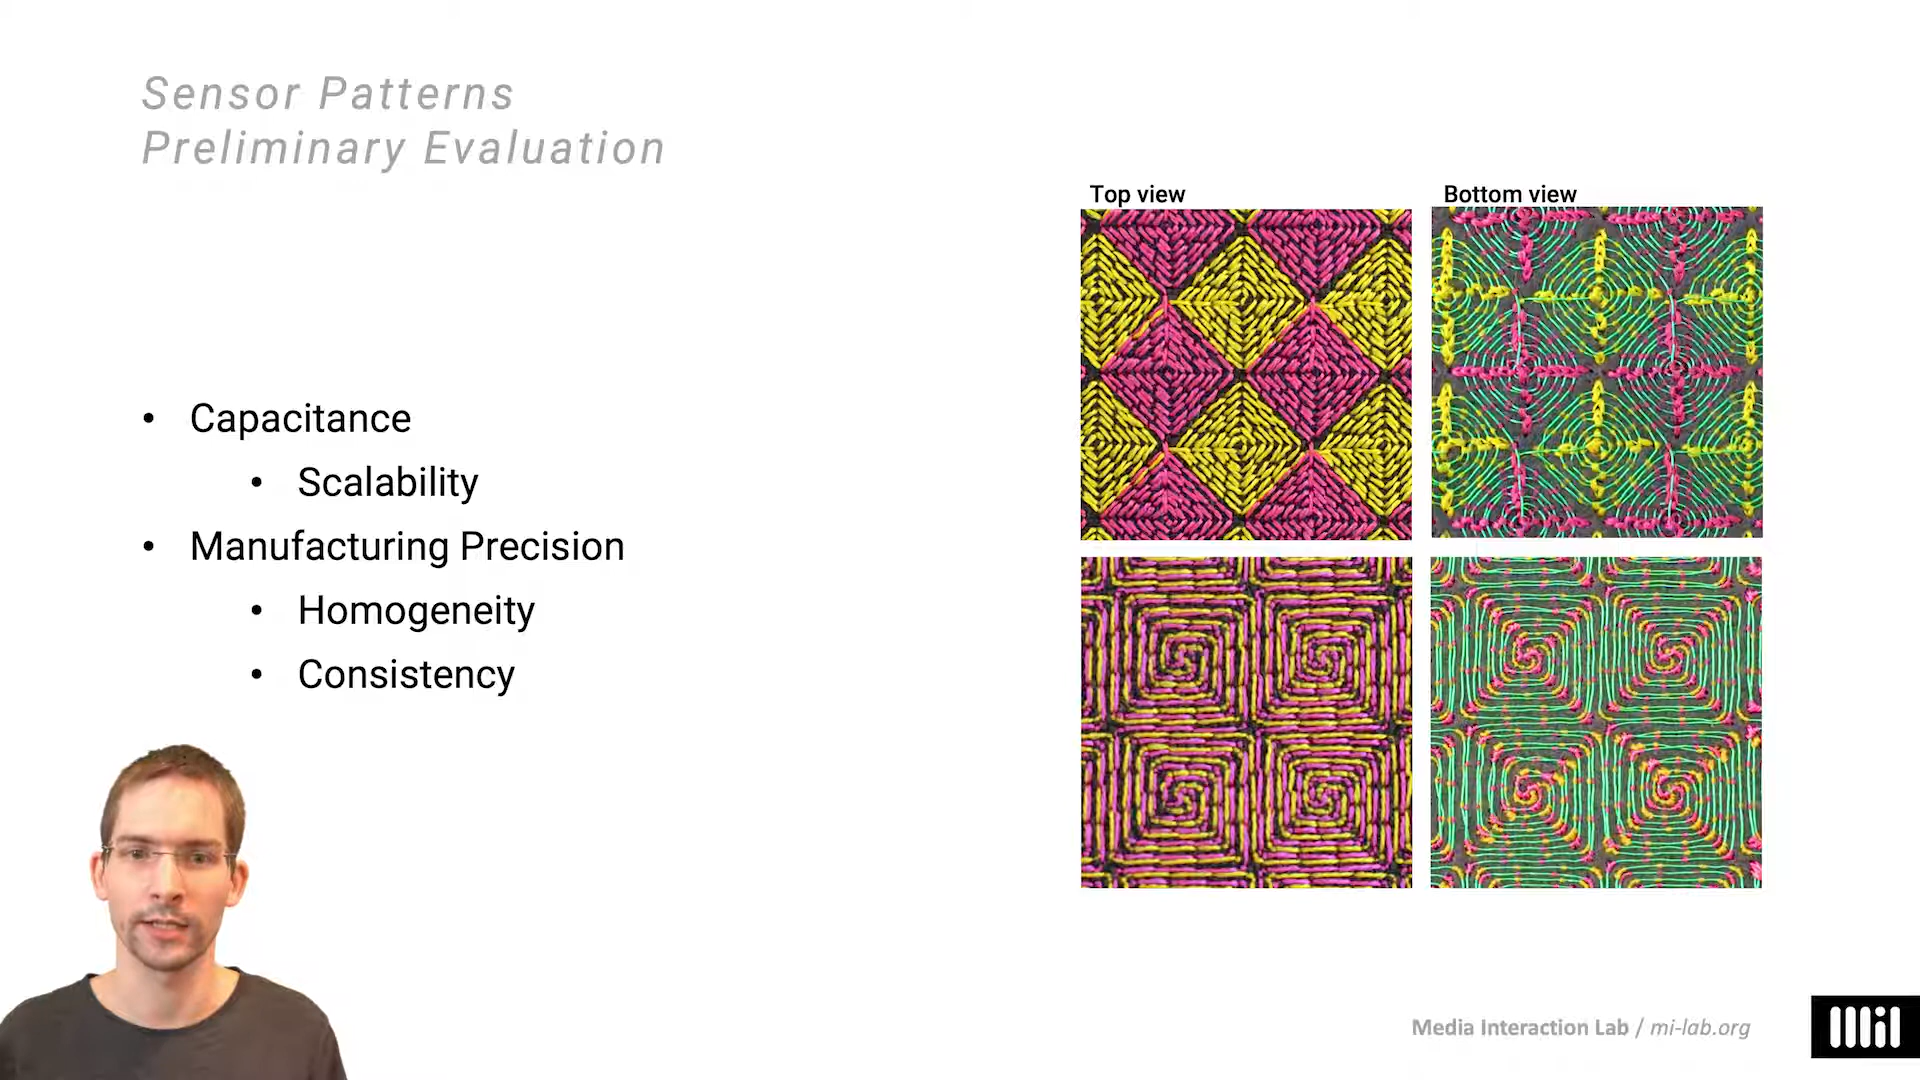 Sensor Patterns
Preliminary Evaluation
Top view
Bottom view
• Capacitance
• Scalability
• Manufacturing Precision
• Homogeneity
• Consistency
Media Interaction Lab / mi-lab.org
mil